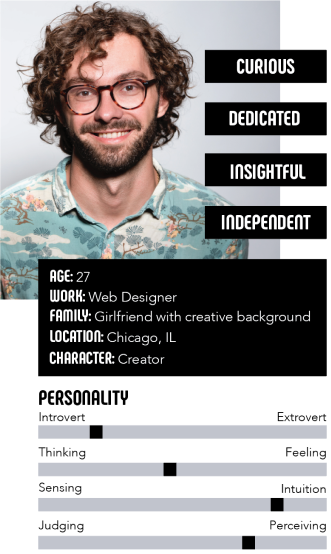 CURIOUS
DEDICATED
INSIGHTFUL
INDEPENDENT
AGE: 27
WORK: Web Designer
FAMILY: Girlfriend with creative background
LOCATION: Chicago, IL
CHARACTER: Creator
PERSONALITY
Introvert Extrovert
Thinking Feeling
Sensing Intuition
Judging Perceiving